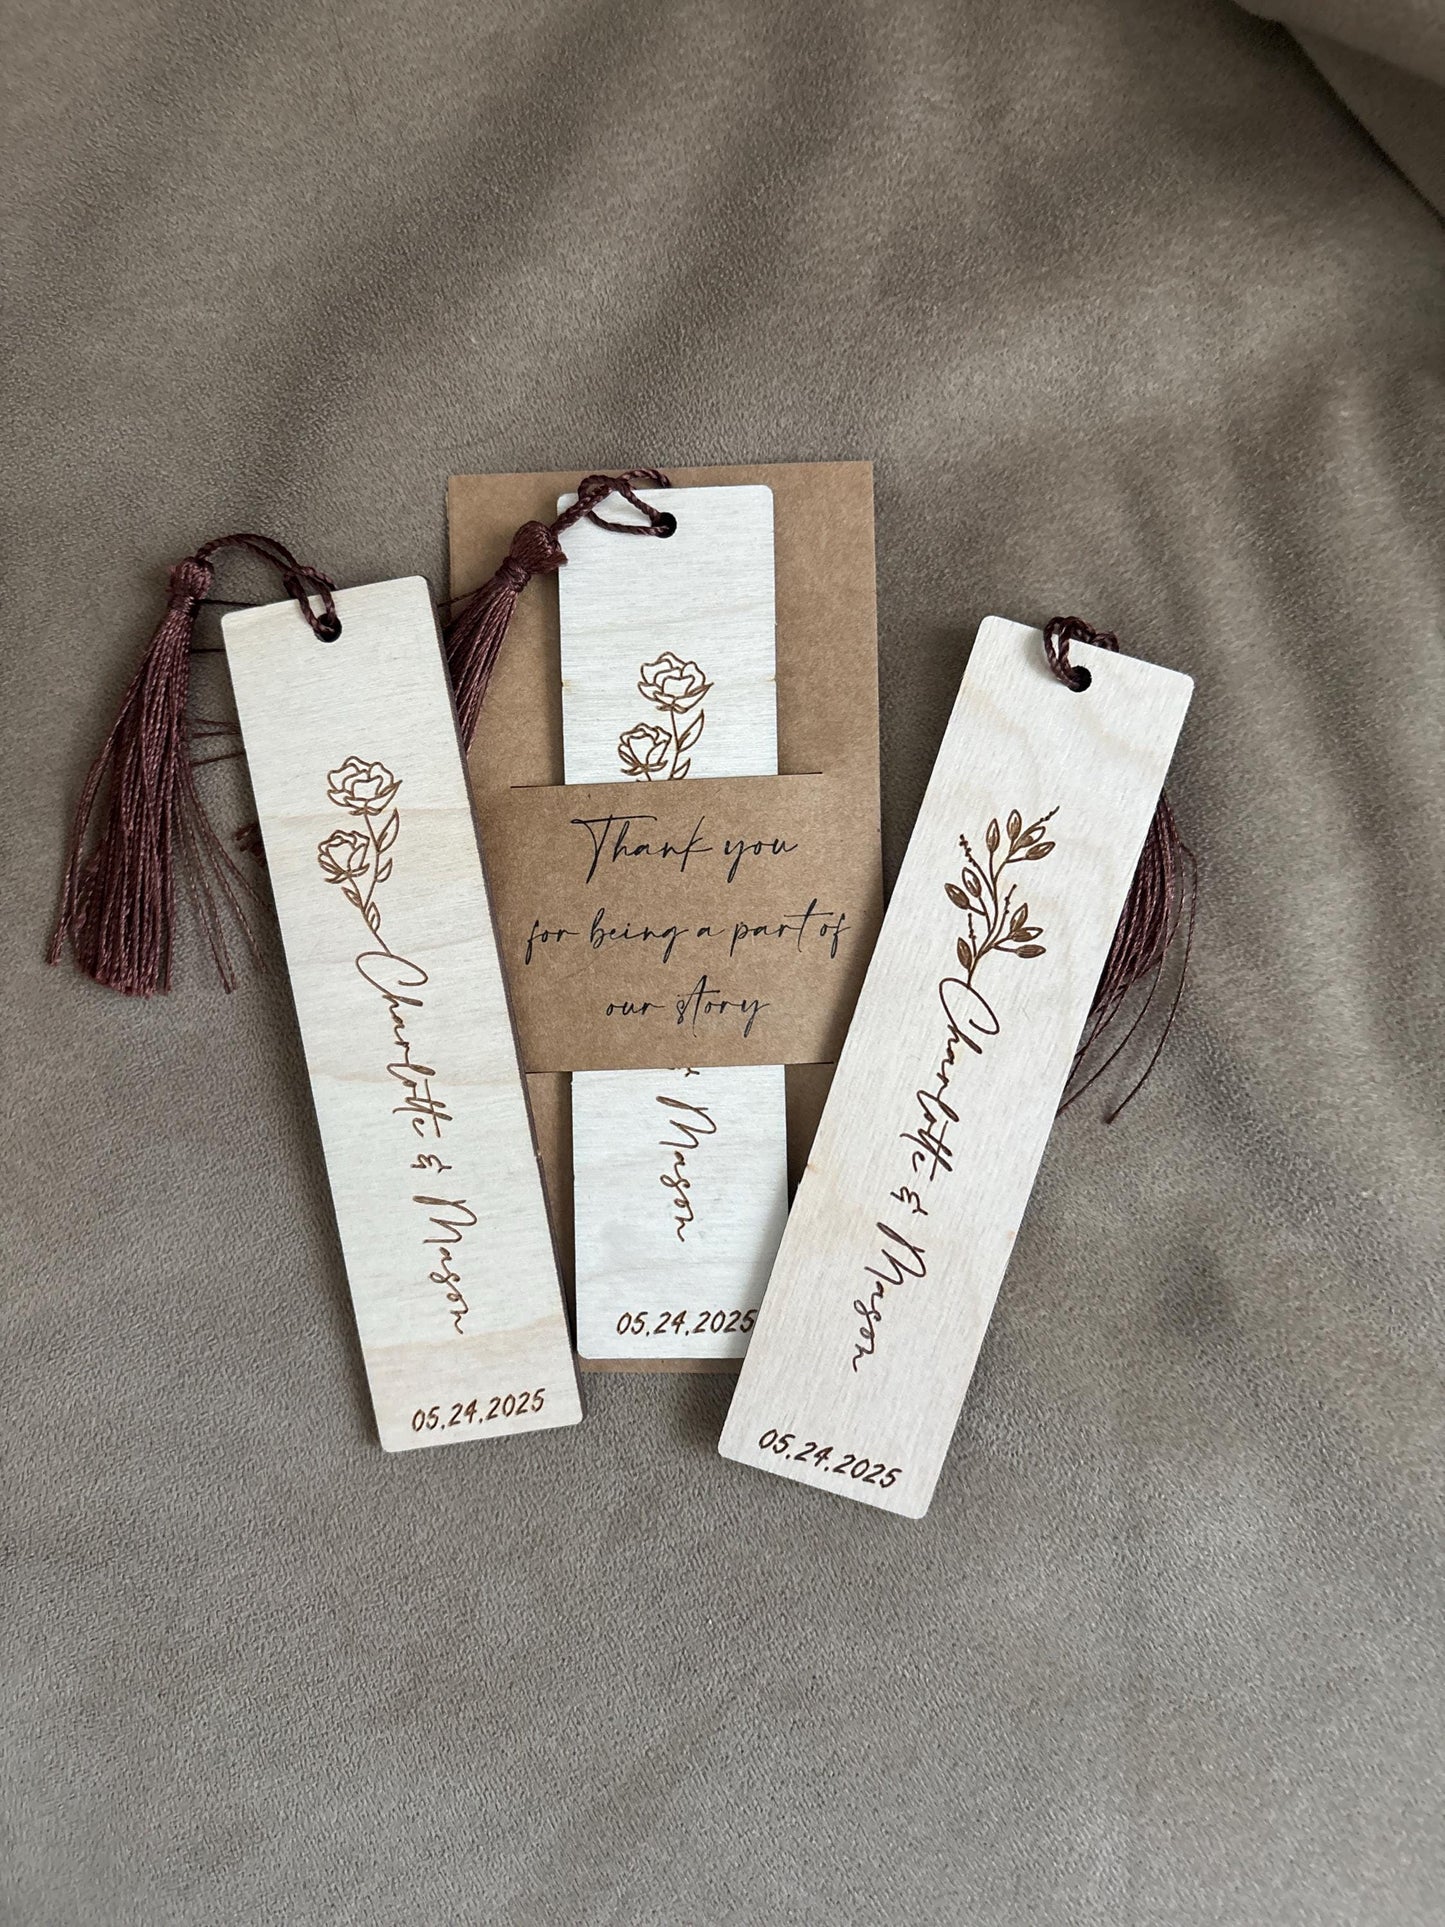 Charlotte & Mason
05.24.2025
Thank you
for being a part of
our story
& Mason
05.24.2025
Charlotte & Mason
05.24.2025